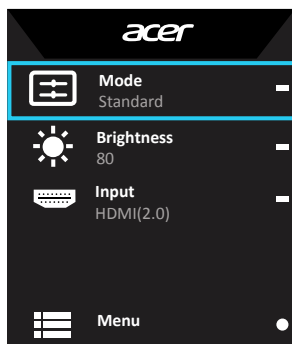 acer
Mode
Standard
Brightness
80
Input
HDMI(2.0)
Menu